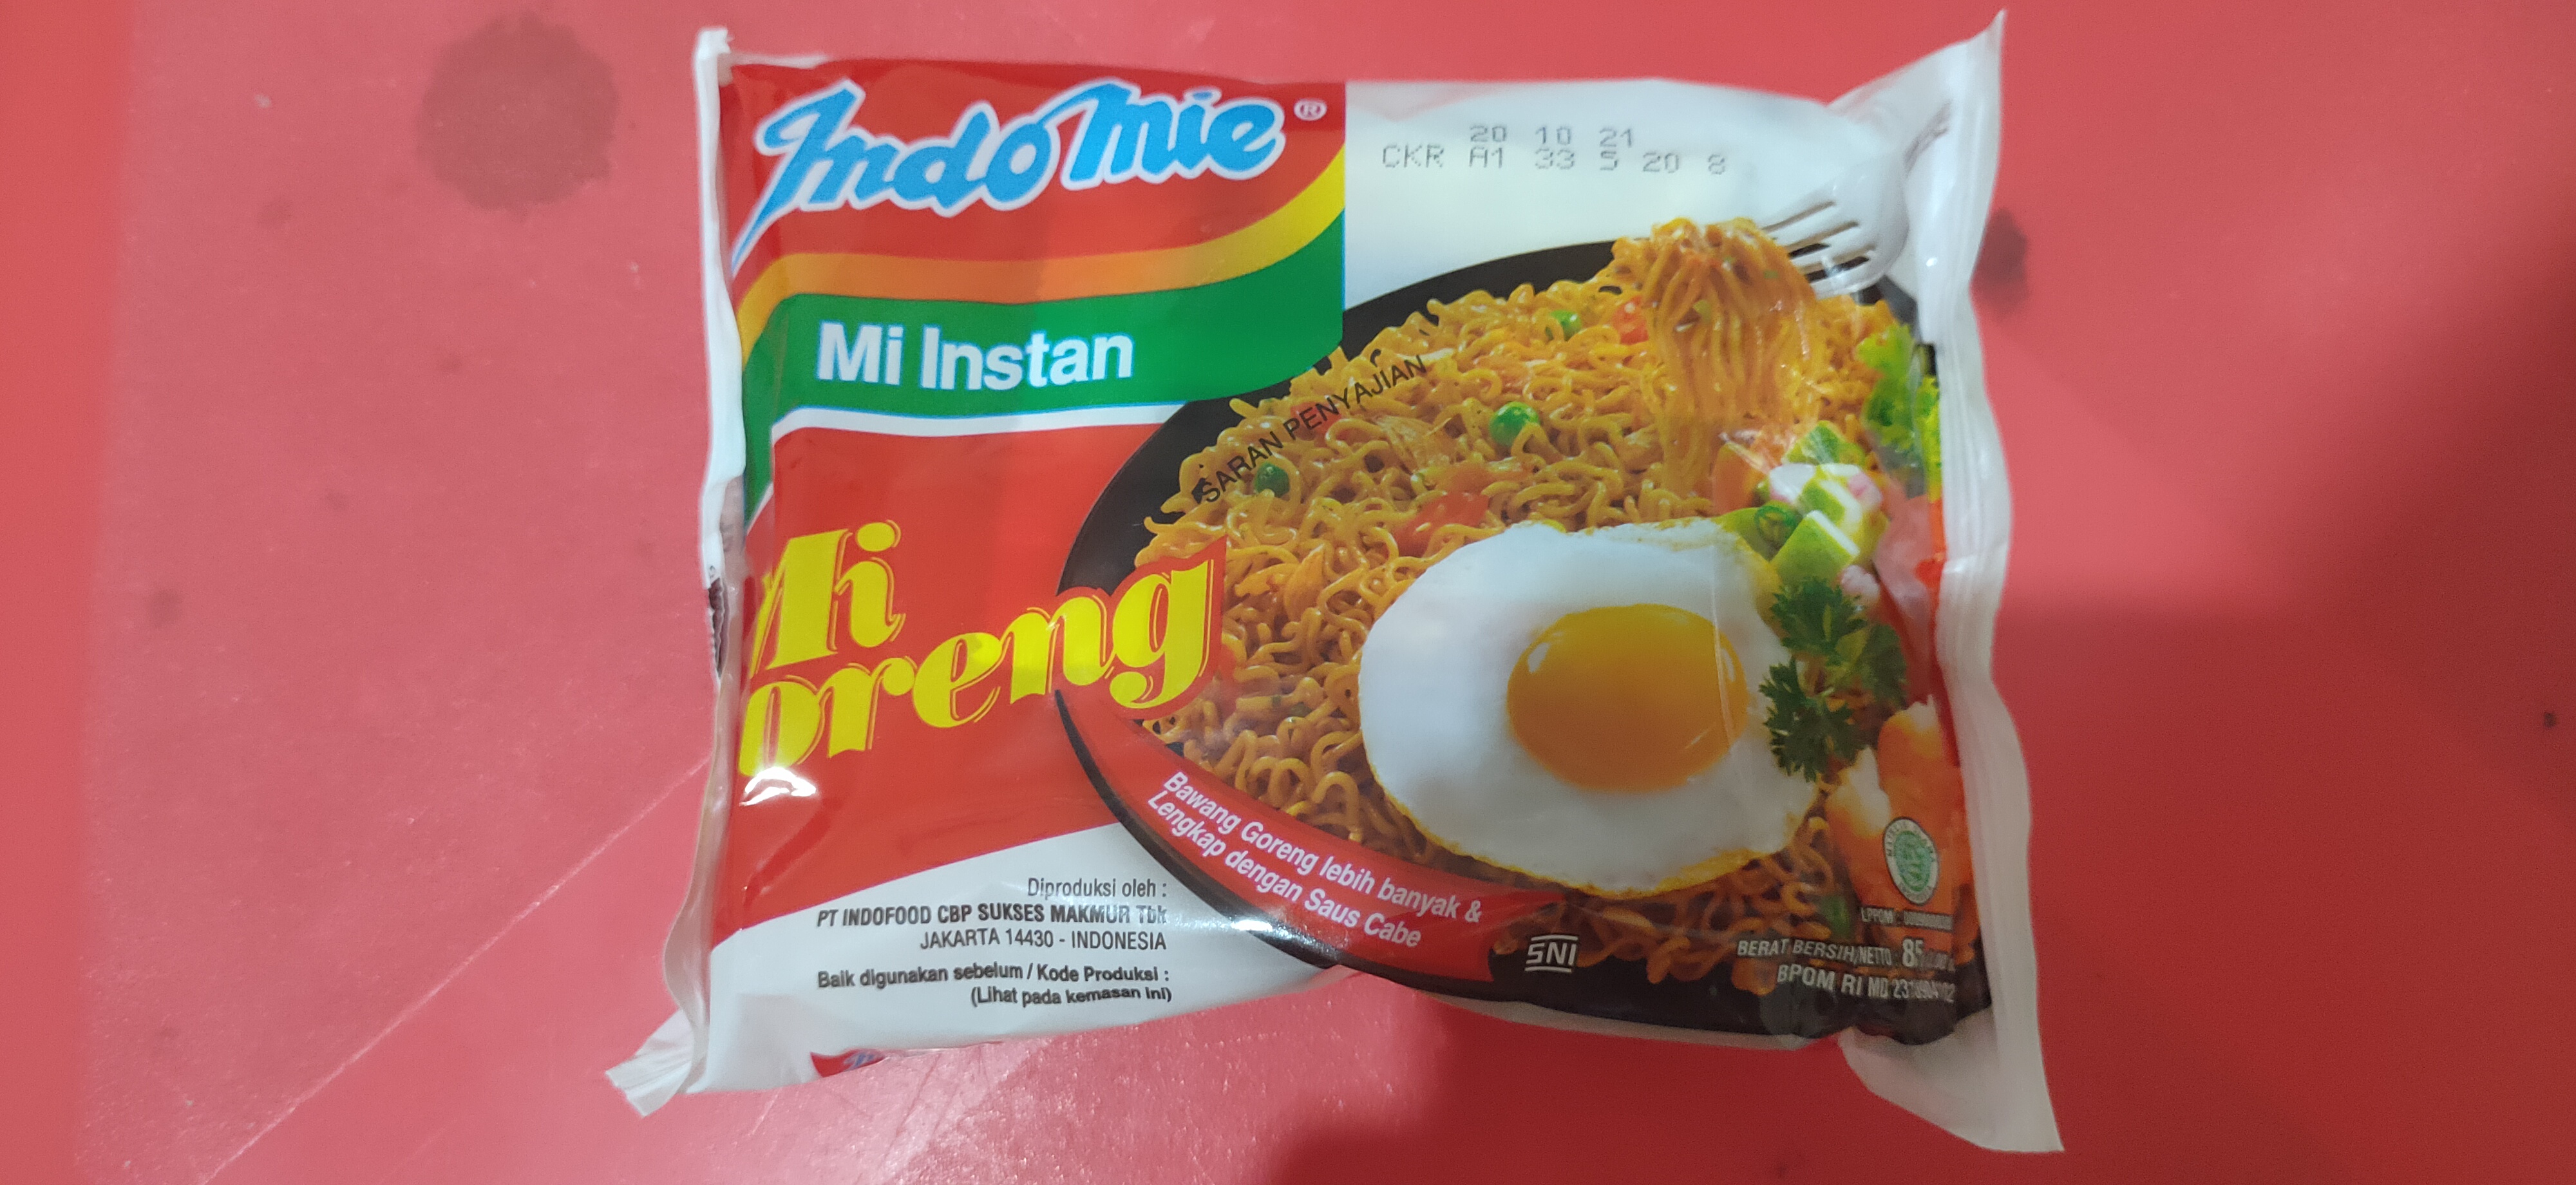 IndoMie®
20 10 21
CKR A1 33 5 20 8
Mi Instan
SARAN PENYAJIAN
Mi
oreng
Bawang Goreng lebih banyak &
Lengkap dengan Saus Cabe
Diproduksi oleh :
PT INDOFOOD CBP SUKSES MAKMUR Tbk
JAKARTA 14430 - INDONESIA
Baik digunakan sebelum / Kode Produksi :
(Lihat pada kemasan ini)
SNI
BERAT BERSIH/NETTO 85
BPOM RI MD